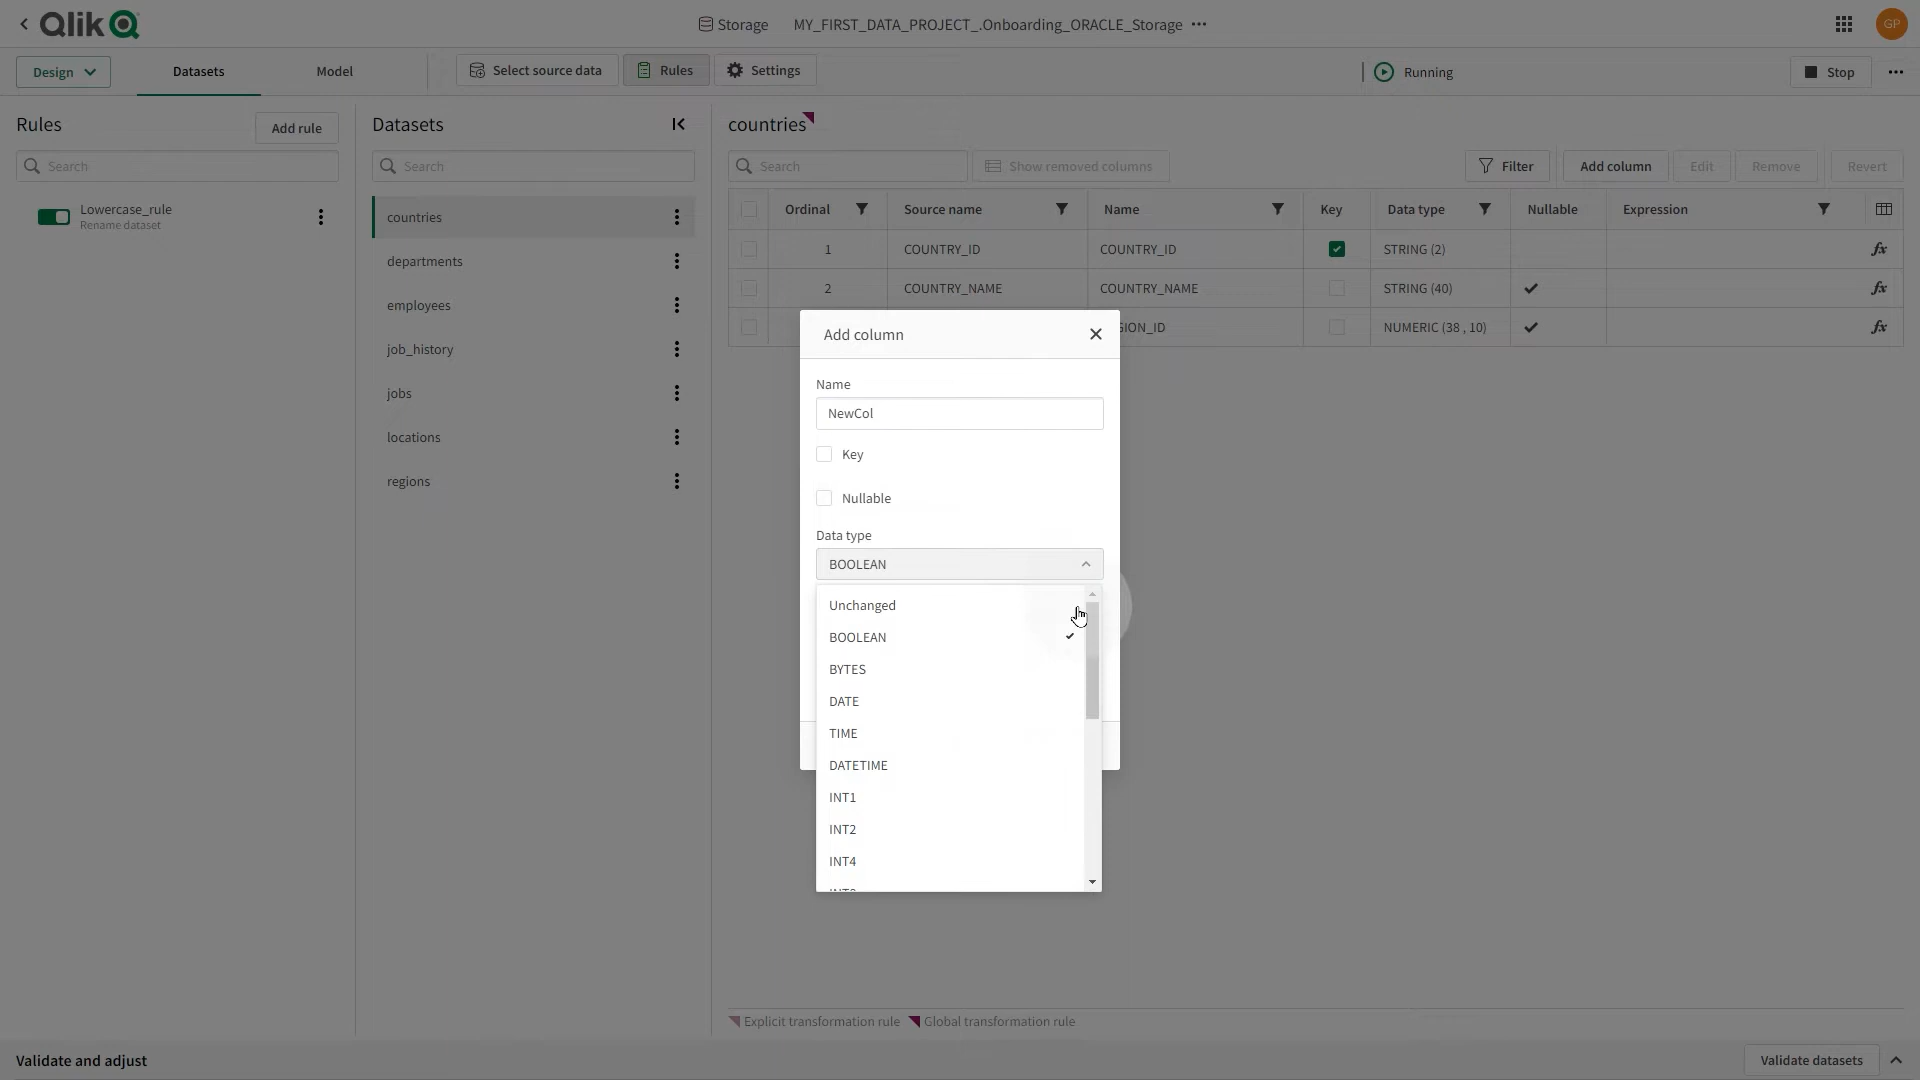 Qlik
Storage MY_FIRST_DATA_PROJECT_.Onboarding_ORACLE_Storage
GP
Design
Datasets
Model
Select source data
Rules
Settings
Running
Stop
Rules
Add rule
Search
Lowercase_rule
Rename dataset
Datasets
Search
countries
departments
employees
job_history
jobs
locations
regions
countries
Search
Show removed columns
Filter
Add column
Edit
Remove
Revert
Ordinal Source name Name Key Data type Nullable Expression
1 COUNTRY_ID COUNTRY_ID STRING (2) fx
2 COUNTRY_NAME COUNTRY_NAME STRING (40) fx
GION_ID NUMERIC (38 , 10) fx
Add column
Name
NewCol
Key
Nullable
Data type
BOOLEAN
Unchanged
BOOLEAN
BYTES
DATE
TIME
DATETIME
INT1
INT2
INT4
Explicit transformation rule Global transformation rule
Validate and adjust
Validate datasets